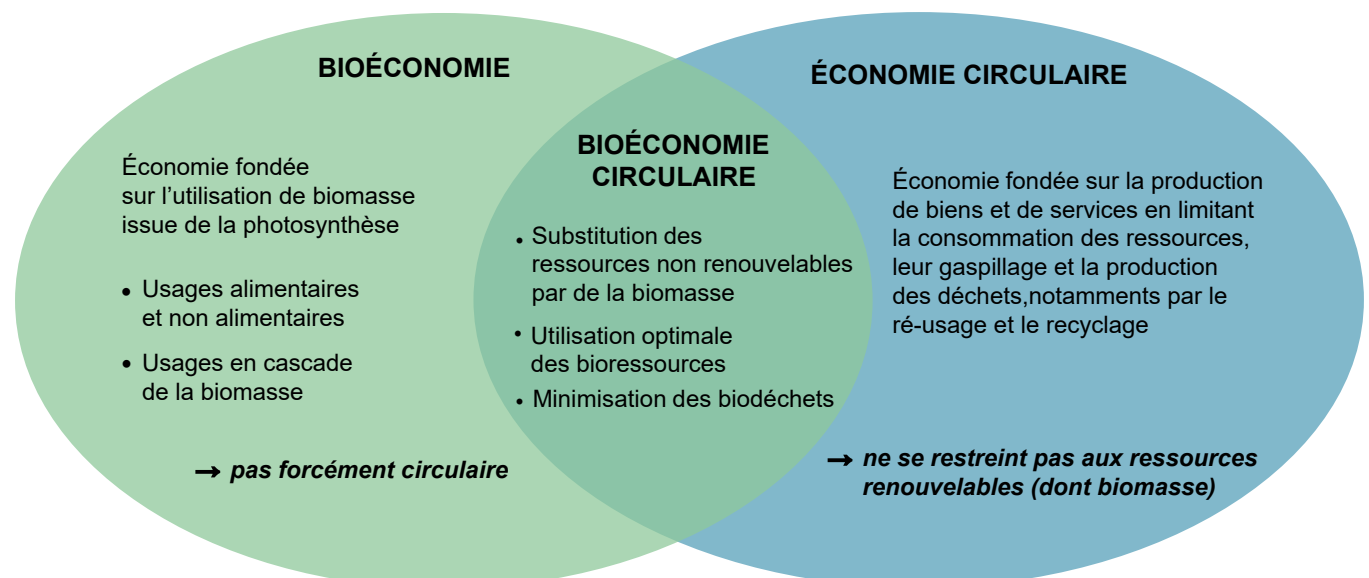 BIOÉCONOMIE
Économie fondée
sur l'utilisation de biomasse
issue de la photosynthèse
• Usages alimentaires
et non alimentaires
• Usages en cascade
de la biomasse
→ pas forcément circulaire
BIOÉCONOMIE
CIRCULAIRE
• Substitution des
ressources non renouvelables
par de la biomasse
• Utilisation optimale
des bioressources
• Minimisation des biodéchets
ÉCONOMIE CIRCULAIRE
Économie fondée sur la production
de biens et de services en limitant
la consommation des ressources,
leur gaspillage et la production
des déchets,notamments par le
ré-usage et le recyclage
→ ne se restreint pas aux ressources
renouvelables (dont biomasse)